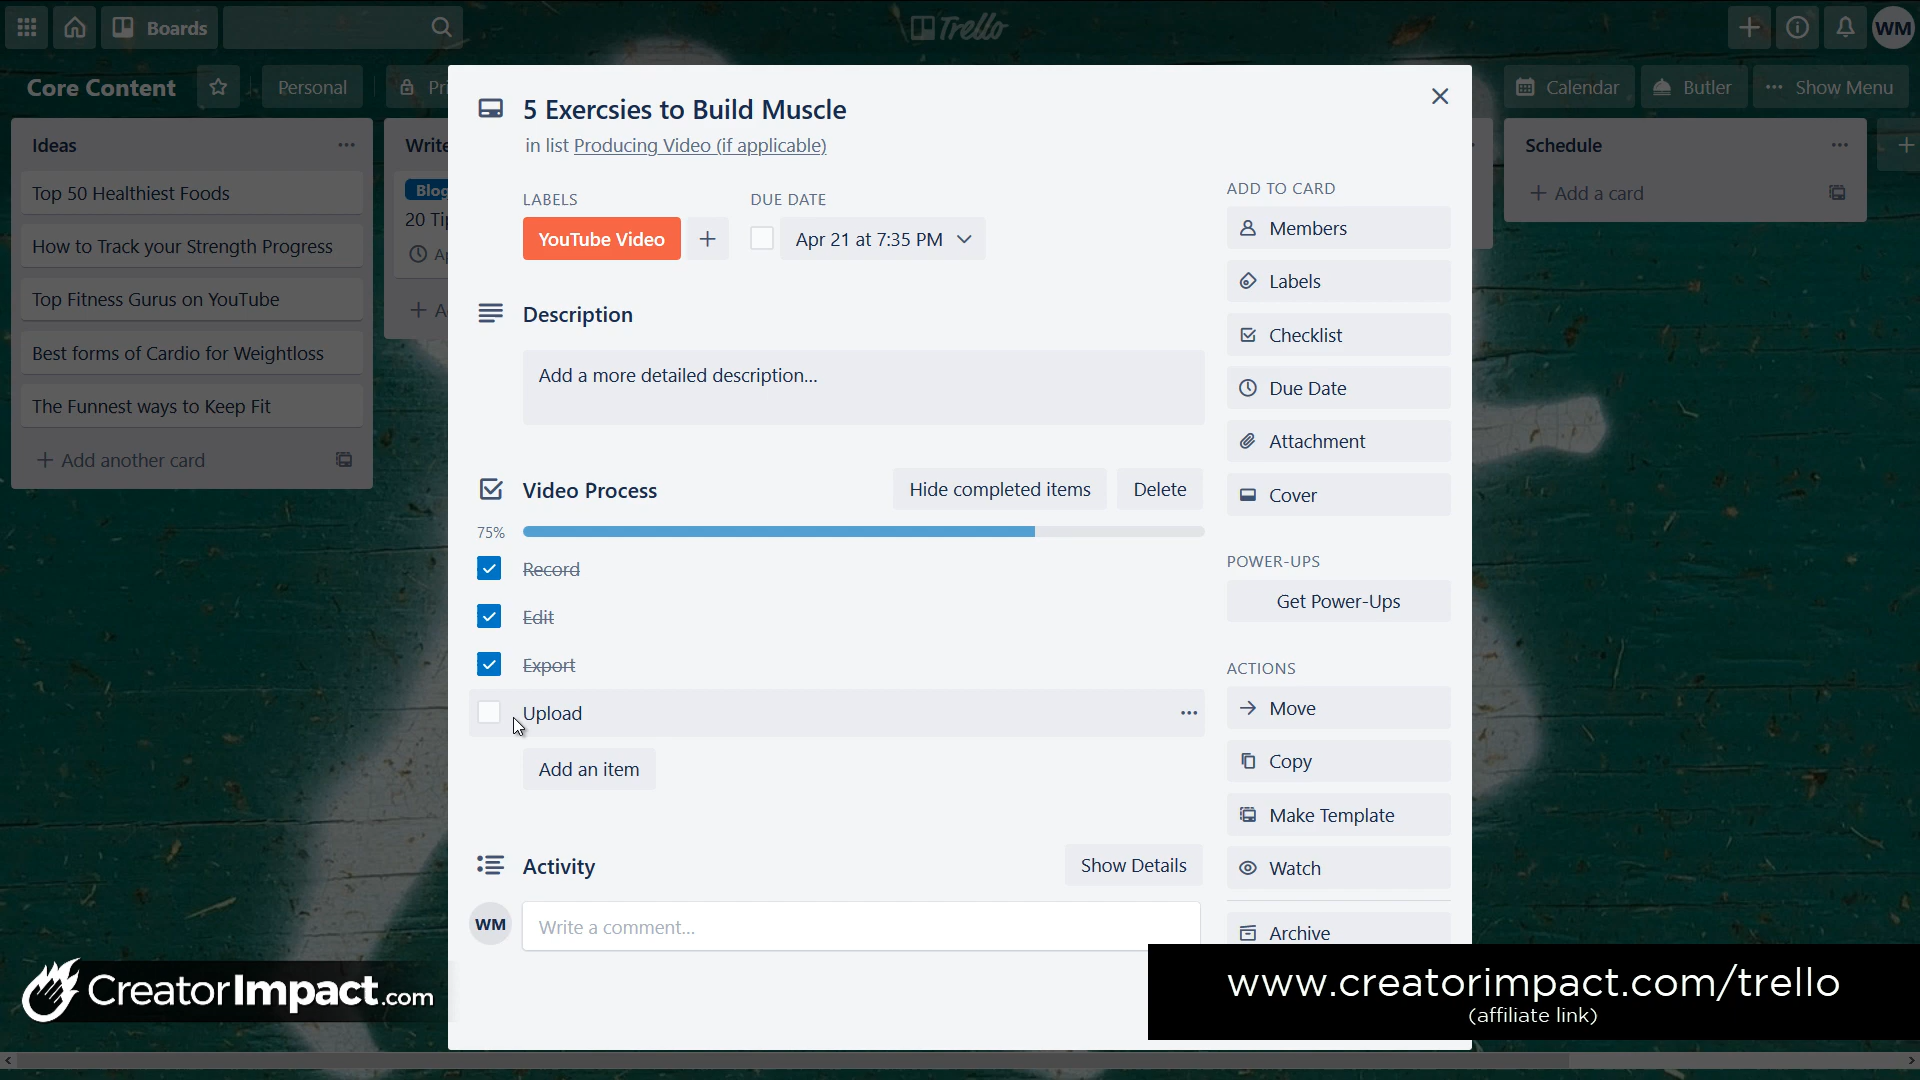 Boards
Trello
WM
Core Content
Personal
Calendar
Butler
Show Menu
Ideas
Top 50 Healthiest Foods
How to Track your Strength Progress
Top Fitness Gurus on YouTube
Best forms of Cardio for Weightloss
The Funnest ways to Keep Fit
Add another card
Write
Blog
20
Schedule
Add a card
5 Exercsies to Build Muscle
in list Producing Video (if applicable)
LABELS
DUE DATE
YouTube Video
Apr 21 at 7:35 PM
Description
Add a more detailed description...
Video Process
Hide completed items
Delete
75%
Record
Edit
Export
Upload
Add an item
Activity
Show Details
WM
Write a comment...
ADD TO CARD
Members
Labels
Checklist
Due Date
Attachment
Cover
POWER-UPS
Get Power-Ups
ACTIONS
Move
Copy
Make Template
Watch
Archive
CreatorImpact.com
www.creatorimpact.com/trello
(affiliate link)